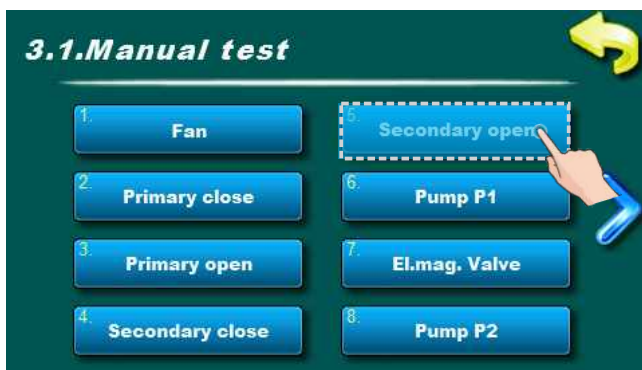 3.1.Manual test
1.
Fan
2.
Primary close
3.
Primary open
4.
Secondary close
5.
Secondary open
6.
Pump P1
7.
El.mag. Valve
8.
Pump P2